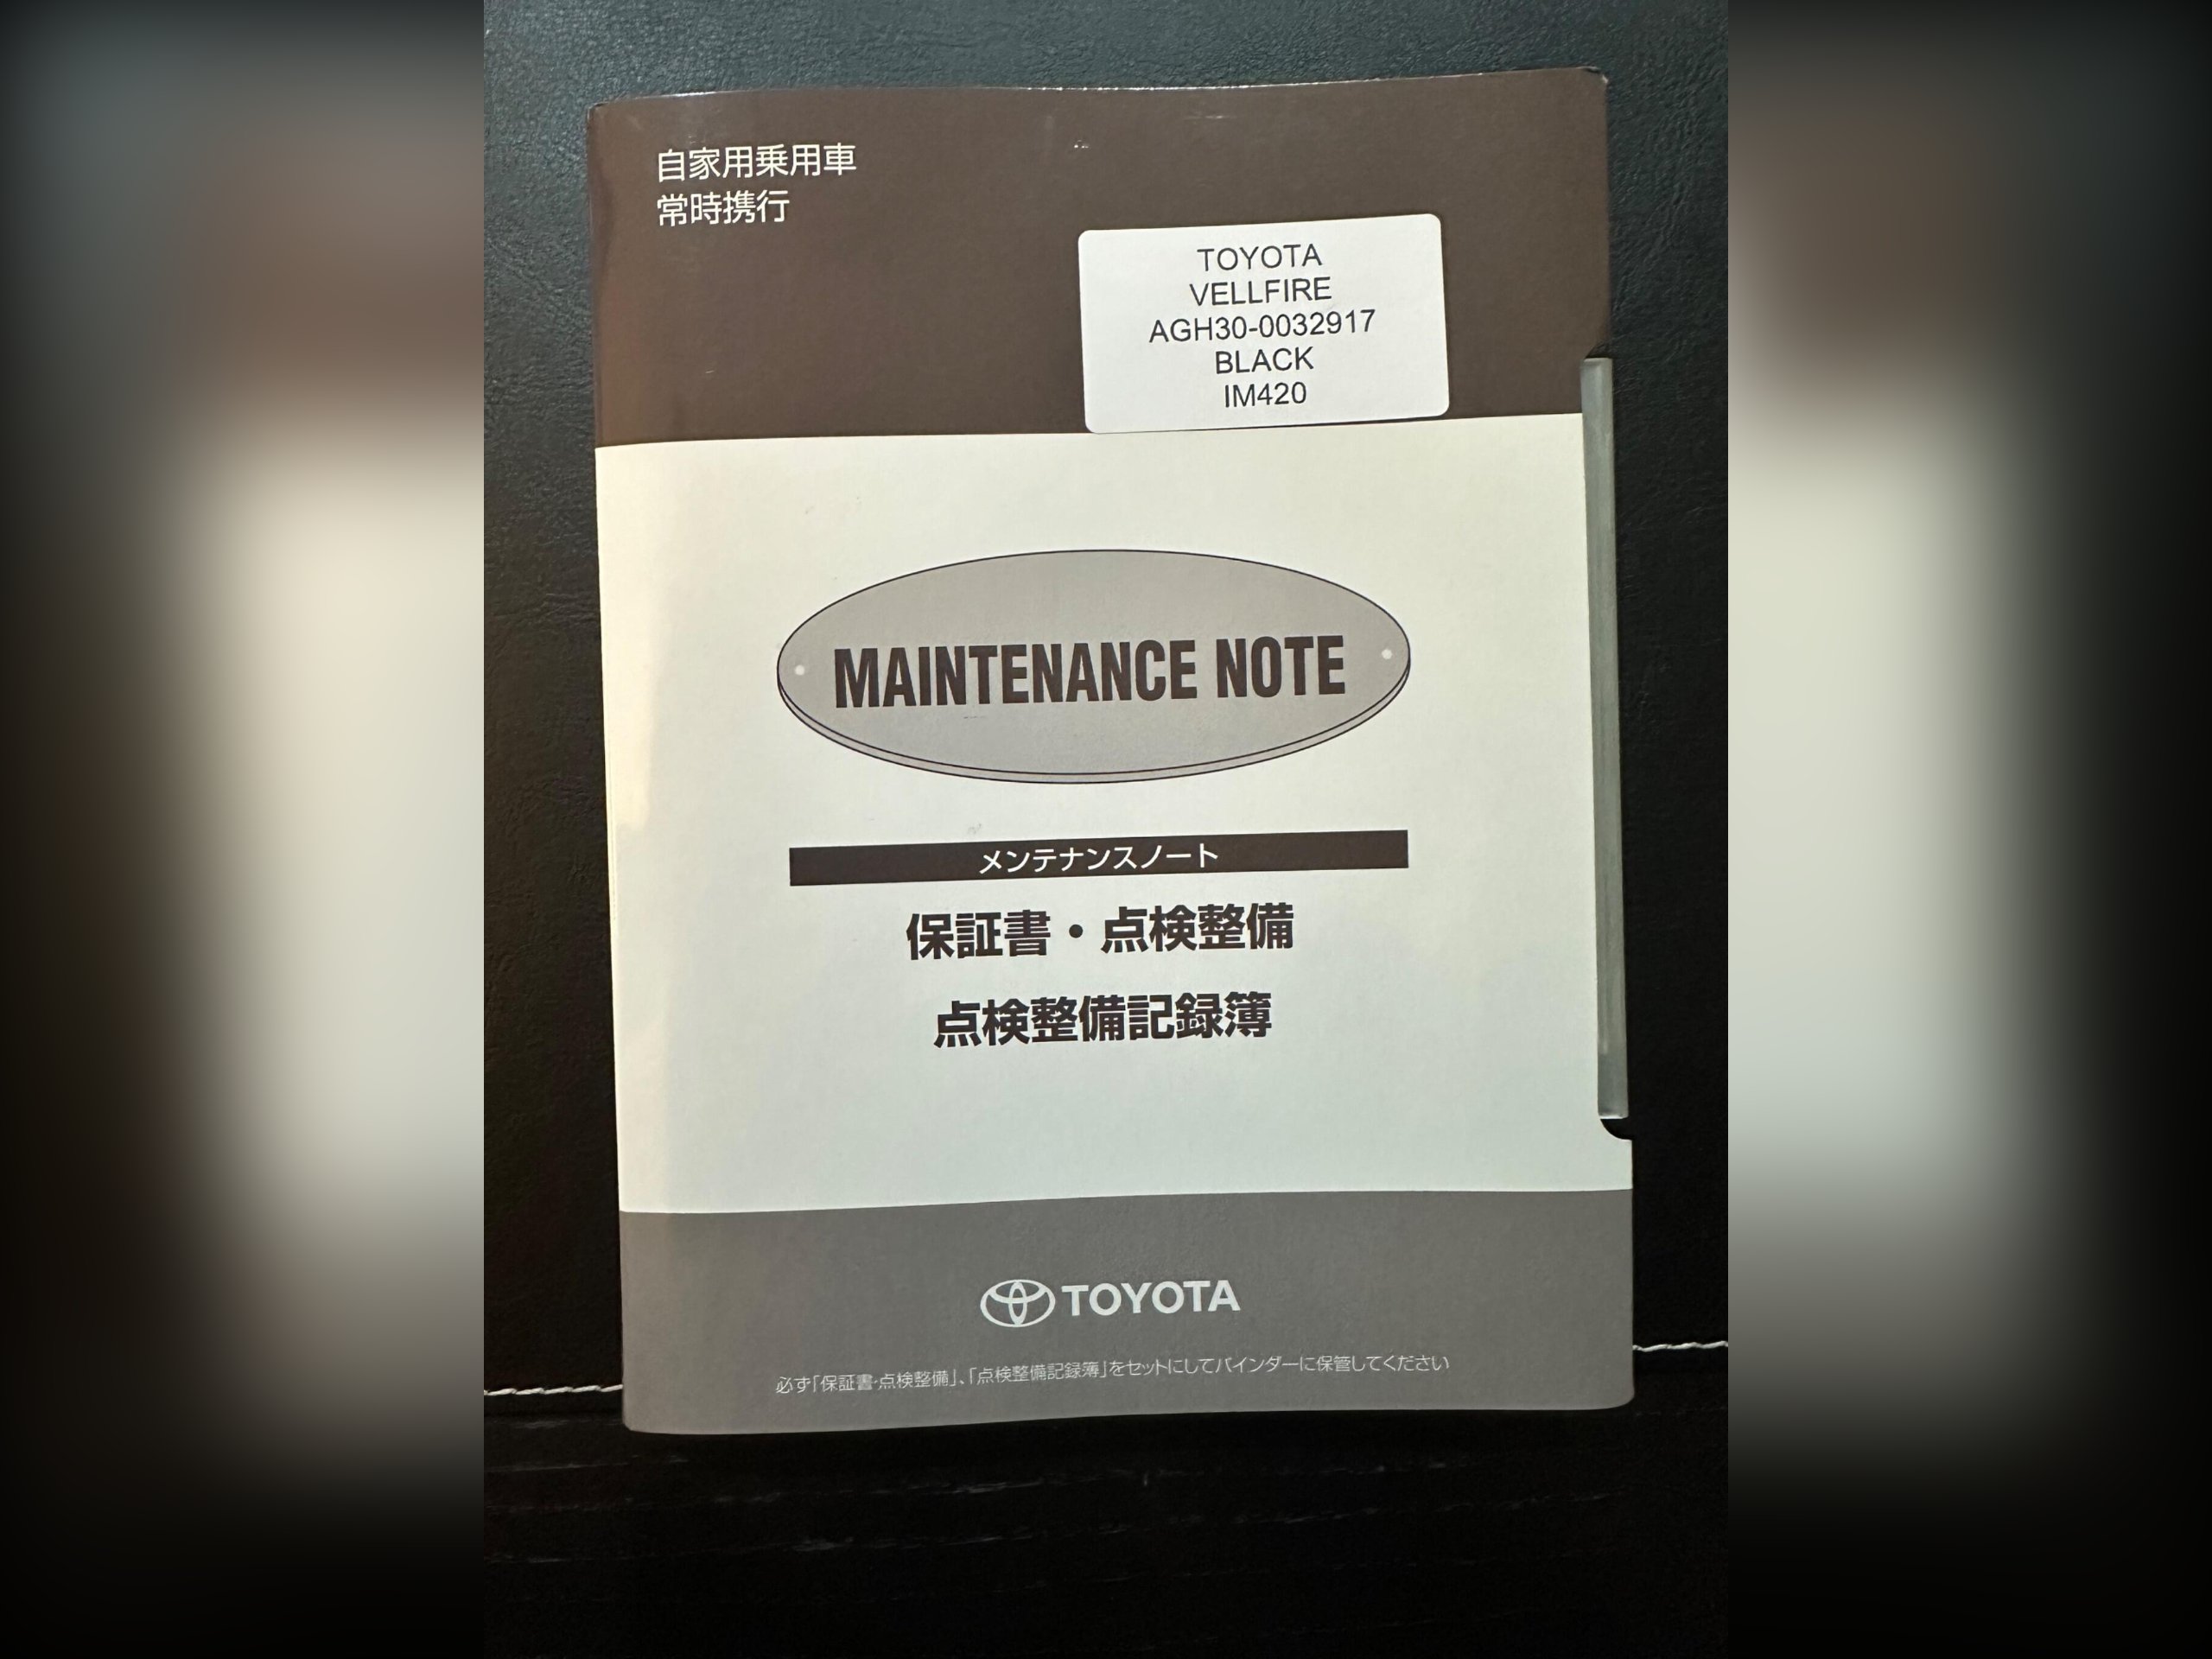 自家用乗用車
常時携行
TOYOTA
VELLFIRE
AGH30-0032917
BLACK
IM420
MAINTENANCE NOTE
メンテナンスノート
保証書・点検整備
点検整備記録簿
TOYOTA
必ず「保証書・点検整備」、「点検整備記録簿」をセットにしてバインダーに保管してください